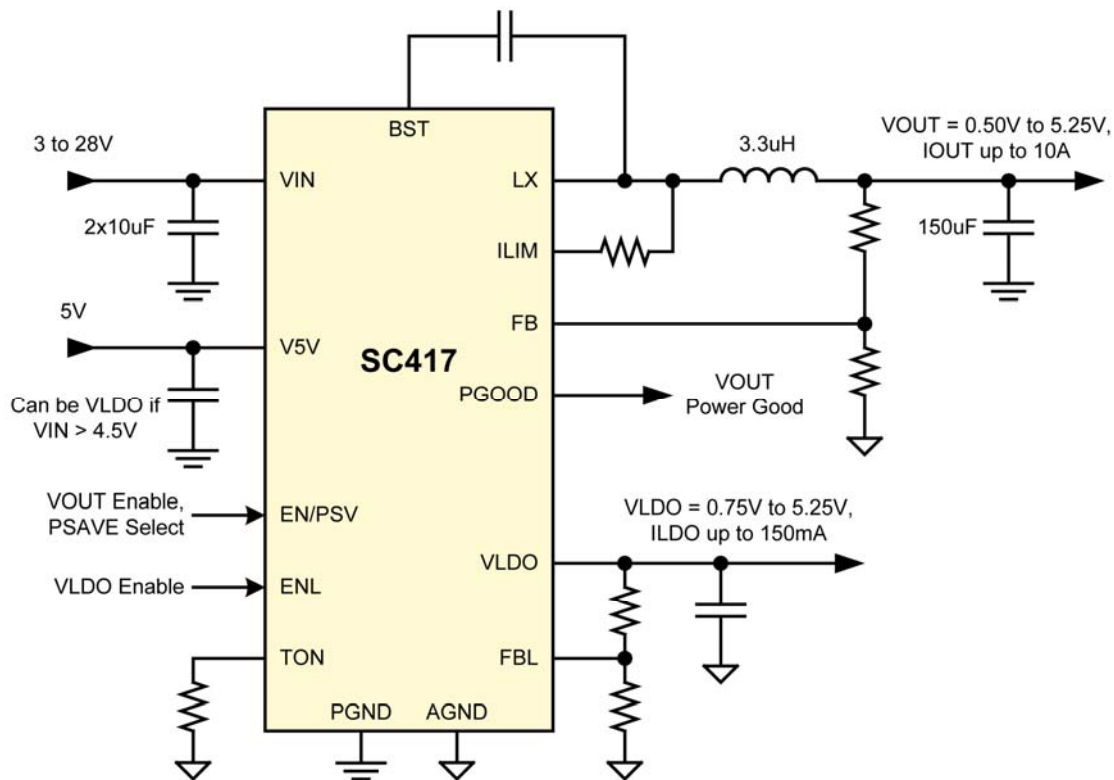 BST
3 to 28V
VIN
2x10uF
LX
3.3uH
VOUT = 0.50V to 5.25V,
IOUT up to 10A
150uF
ILIM
5V
V5V
SC417
FB
Can be VLDO if
VIN > 4.5V
PGOOD
VOUT
Power Good
VOUT Enable,
PSAVE Select
EN/PSV
VLDO = 0.75V to 5.25V,
ILDO up to 150mA
VLDO
VLDO Enable
ENL
TON
FBL
PGND
AGND